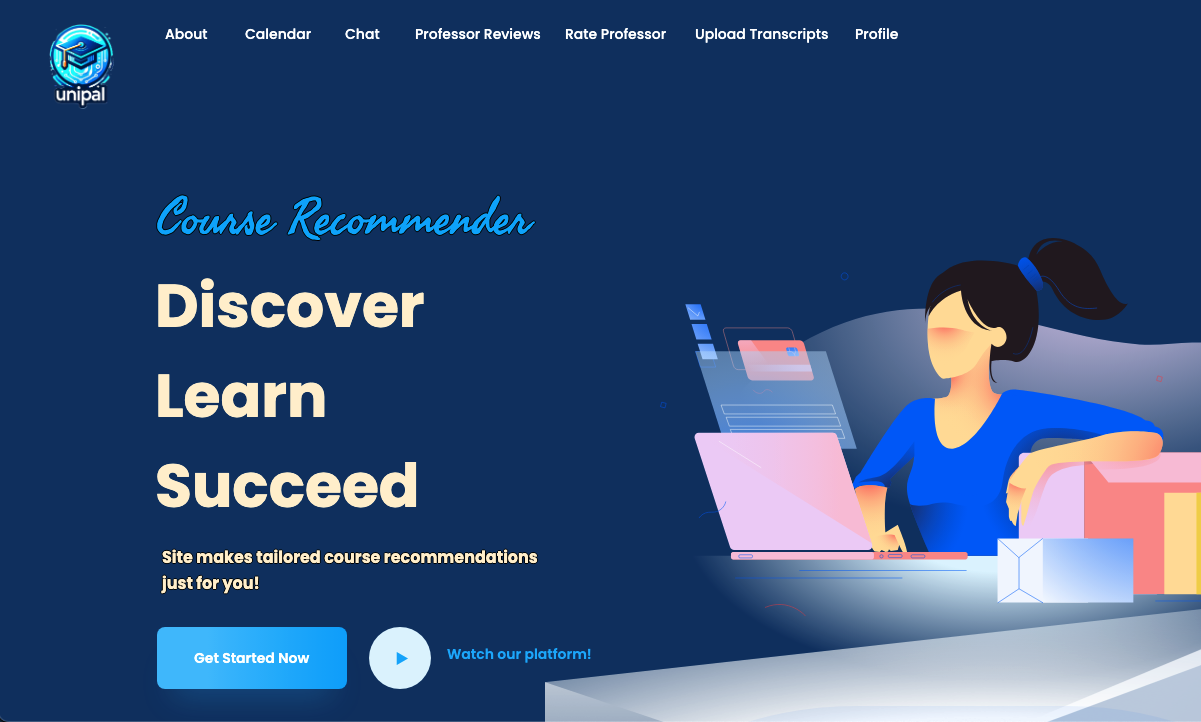 About Calendar Chat Professor Reviews Rate Professor Upload Transcripts Profile
unipal
Course Recommender
Discover
Learn
Succeed
Site makes tailored course recommendations
just for you!
Get Started Now
Watch our platform!